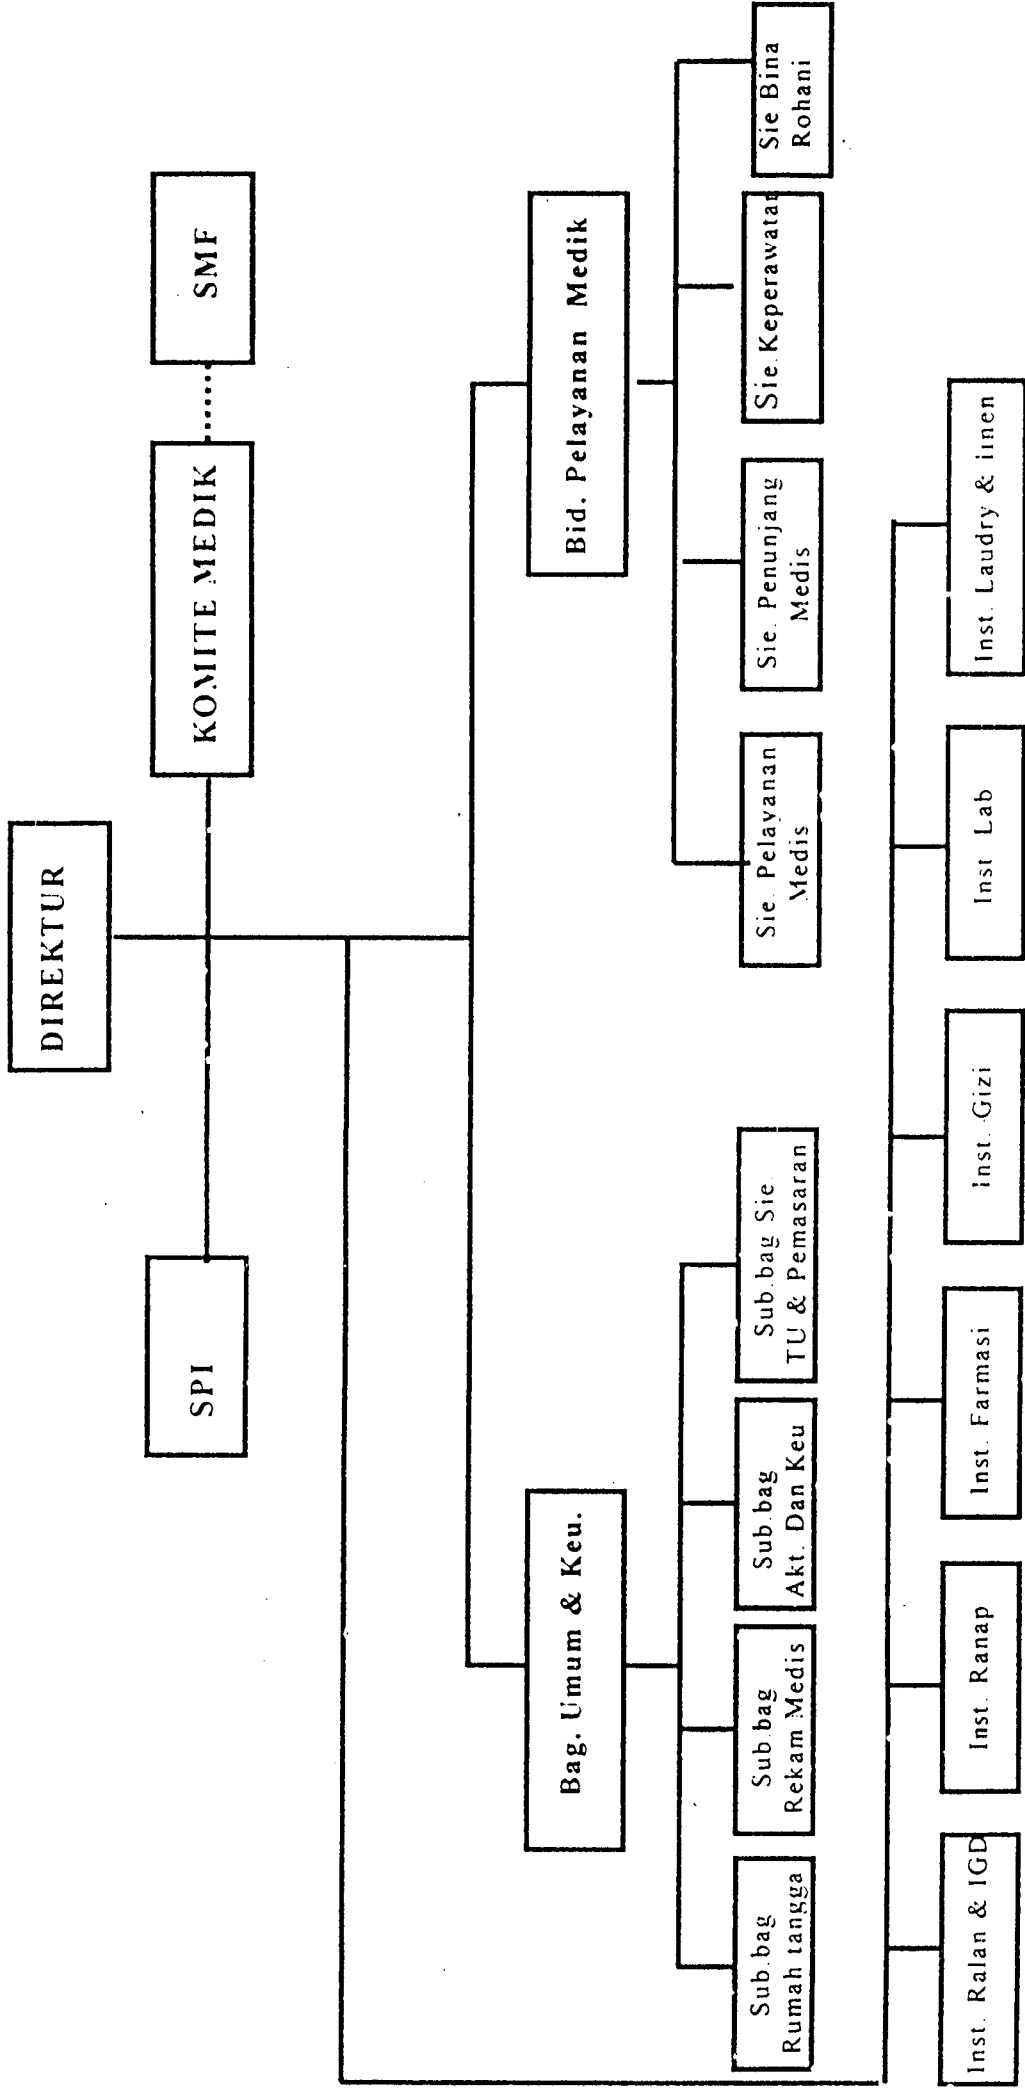 DIREKTUR
SPI
KOMITE MEDIK
SMF
Bag. Umum & Keu.
Bid. Pelayanan Medik
Sub.bag
Rumah tangga
Sub.bag
Rekam Medis
Sub.bag
Akt. Dan Keu
Sub.bag Sie
TU & Pemasaran
Sie. Pelayanan
Medis
Sie. Penunjang
Medis
Sie. Keperawatan
Sie Bina
Rohani
Inst. Ralan & IGD
Inst. Ranap
Inst. Farmasi
Inst. Gizi
Inst Lab
Inst. Laudry & linen